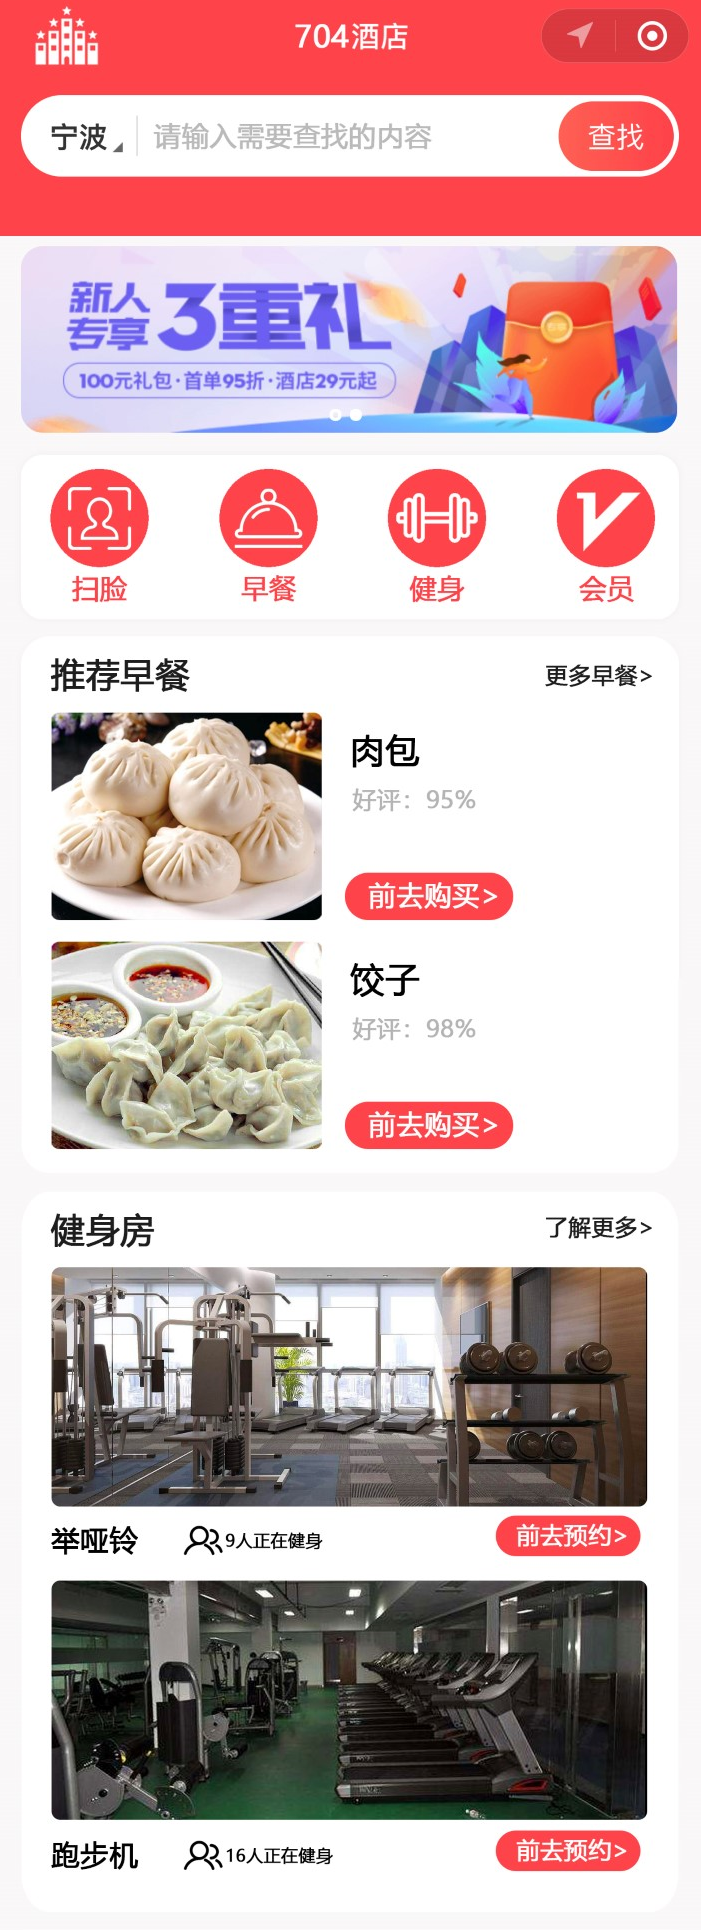 704酒店
宁波
请输入需要查找的内容
查找
新人
专享
3重礼
100元礼包·首单95折·酒店29元起
扫脸
早餐
健身
会员
推荐早餐
更多早餐>
肉包
好评：95%
前去购买>
饺子
好评：98%
前去购买>
健身房
了解更多>
举哑铃
9人正在健身
前去预约>
跑步机
16人正在健身
前去预约>